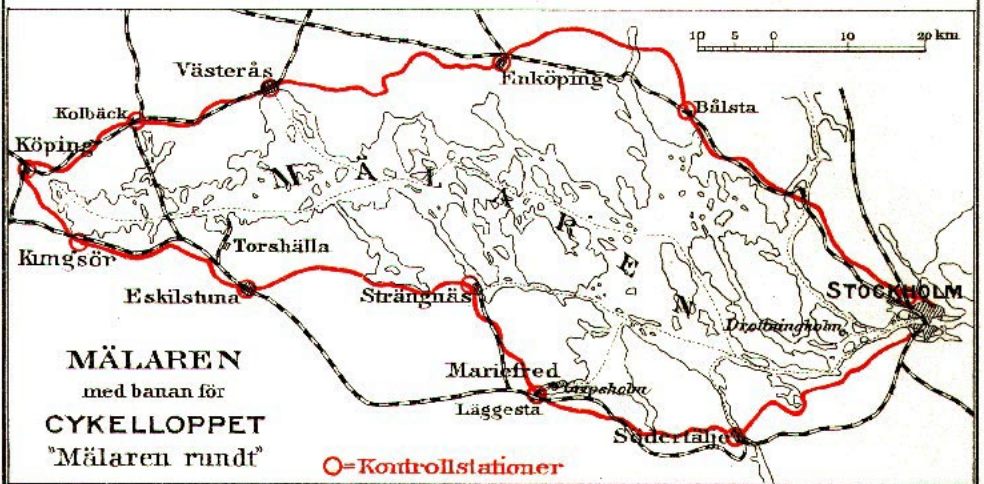 10 5 0 10 20 km.
Västerås
Enköping
Kolbäck
Bålsta
Köping
MÄLAREN
Torshälla
Kungsör
Eskilstuna
Strängnäs
STOCKHOLM
Drottningholm
MÄLAREN
med banan för
CYKELLOPPET
"Mälaren rundt"
Mariefred
Gripsholm
Läggesta
Södertälje
O=Kontrollstationer